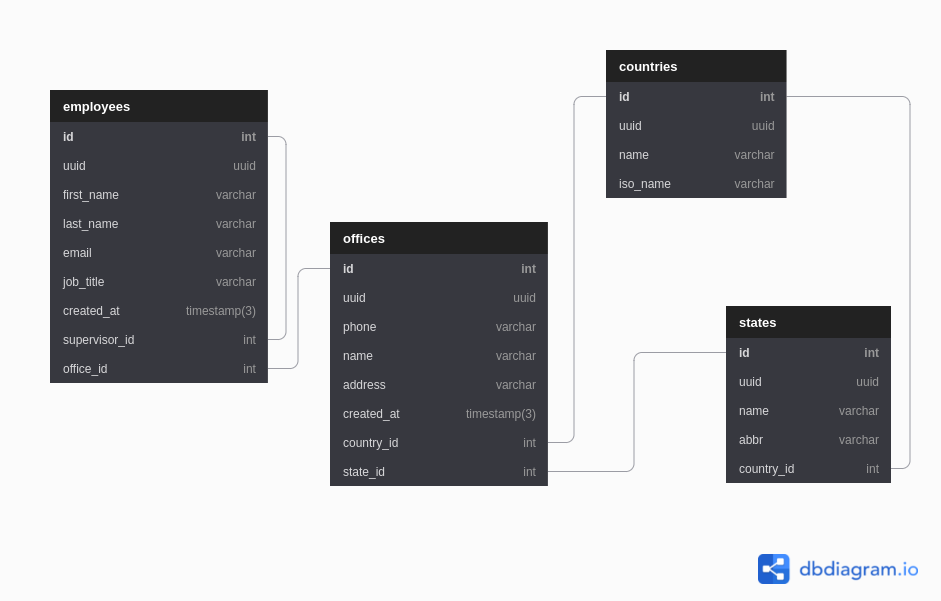 employees
id int
uuid uuid
first_name varchar
last_name varchar
email varchar
job_title varchar
created_at timestamp(3)
supervisor_id int
office_id int
offices
id int
uuid uuid
phone varchar
name varchar
address varchar
created_at timestamp(3)
country_id int
state_id int
countries
id int
uuid uuid
name varchar
iso_name varchar
states
id int
uuid uuid
name varchar
abbr varchar
country_id int
dbdiagram.io